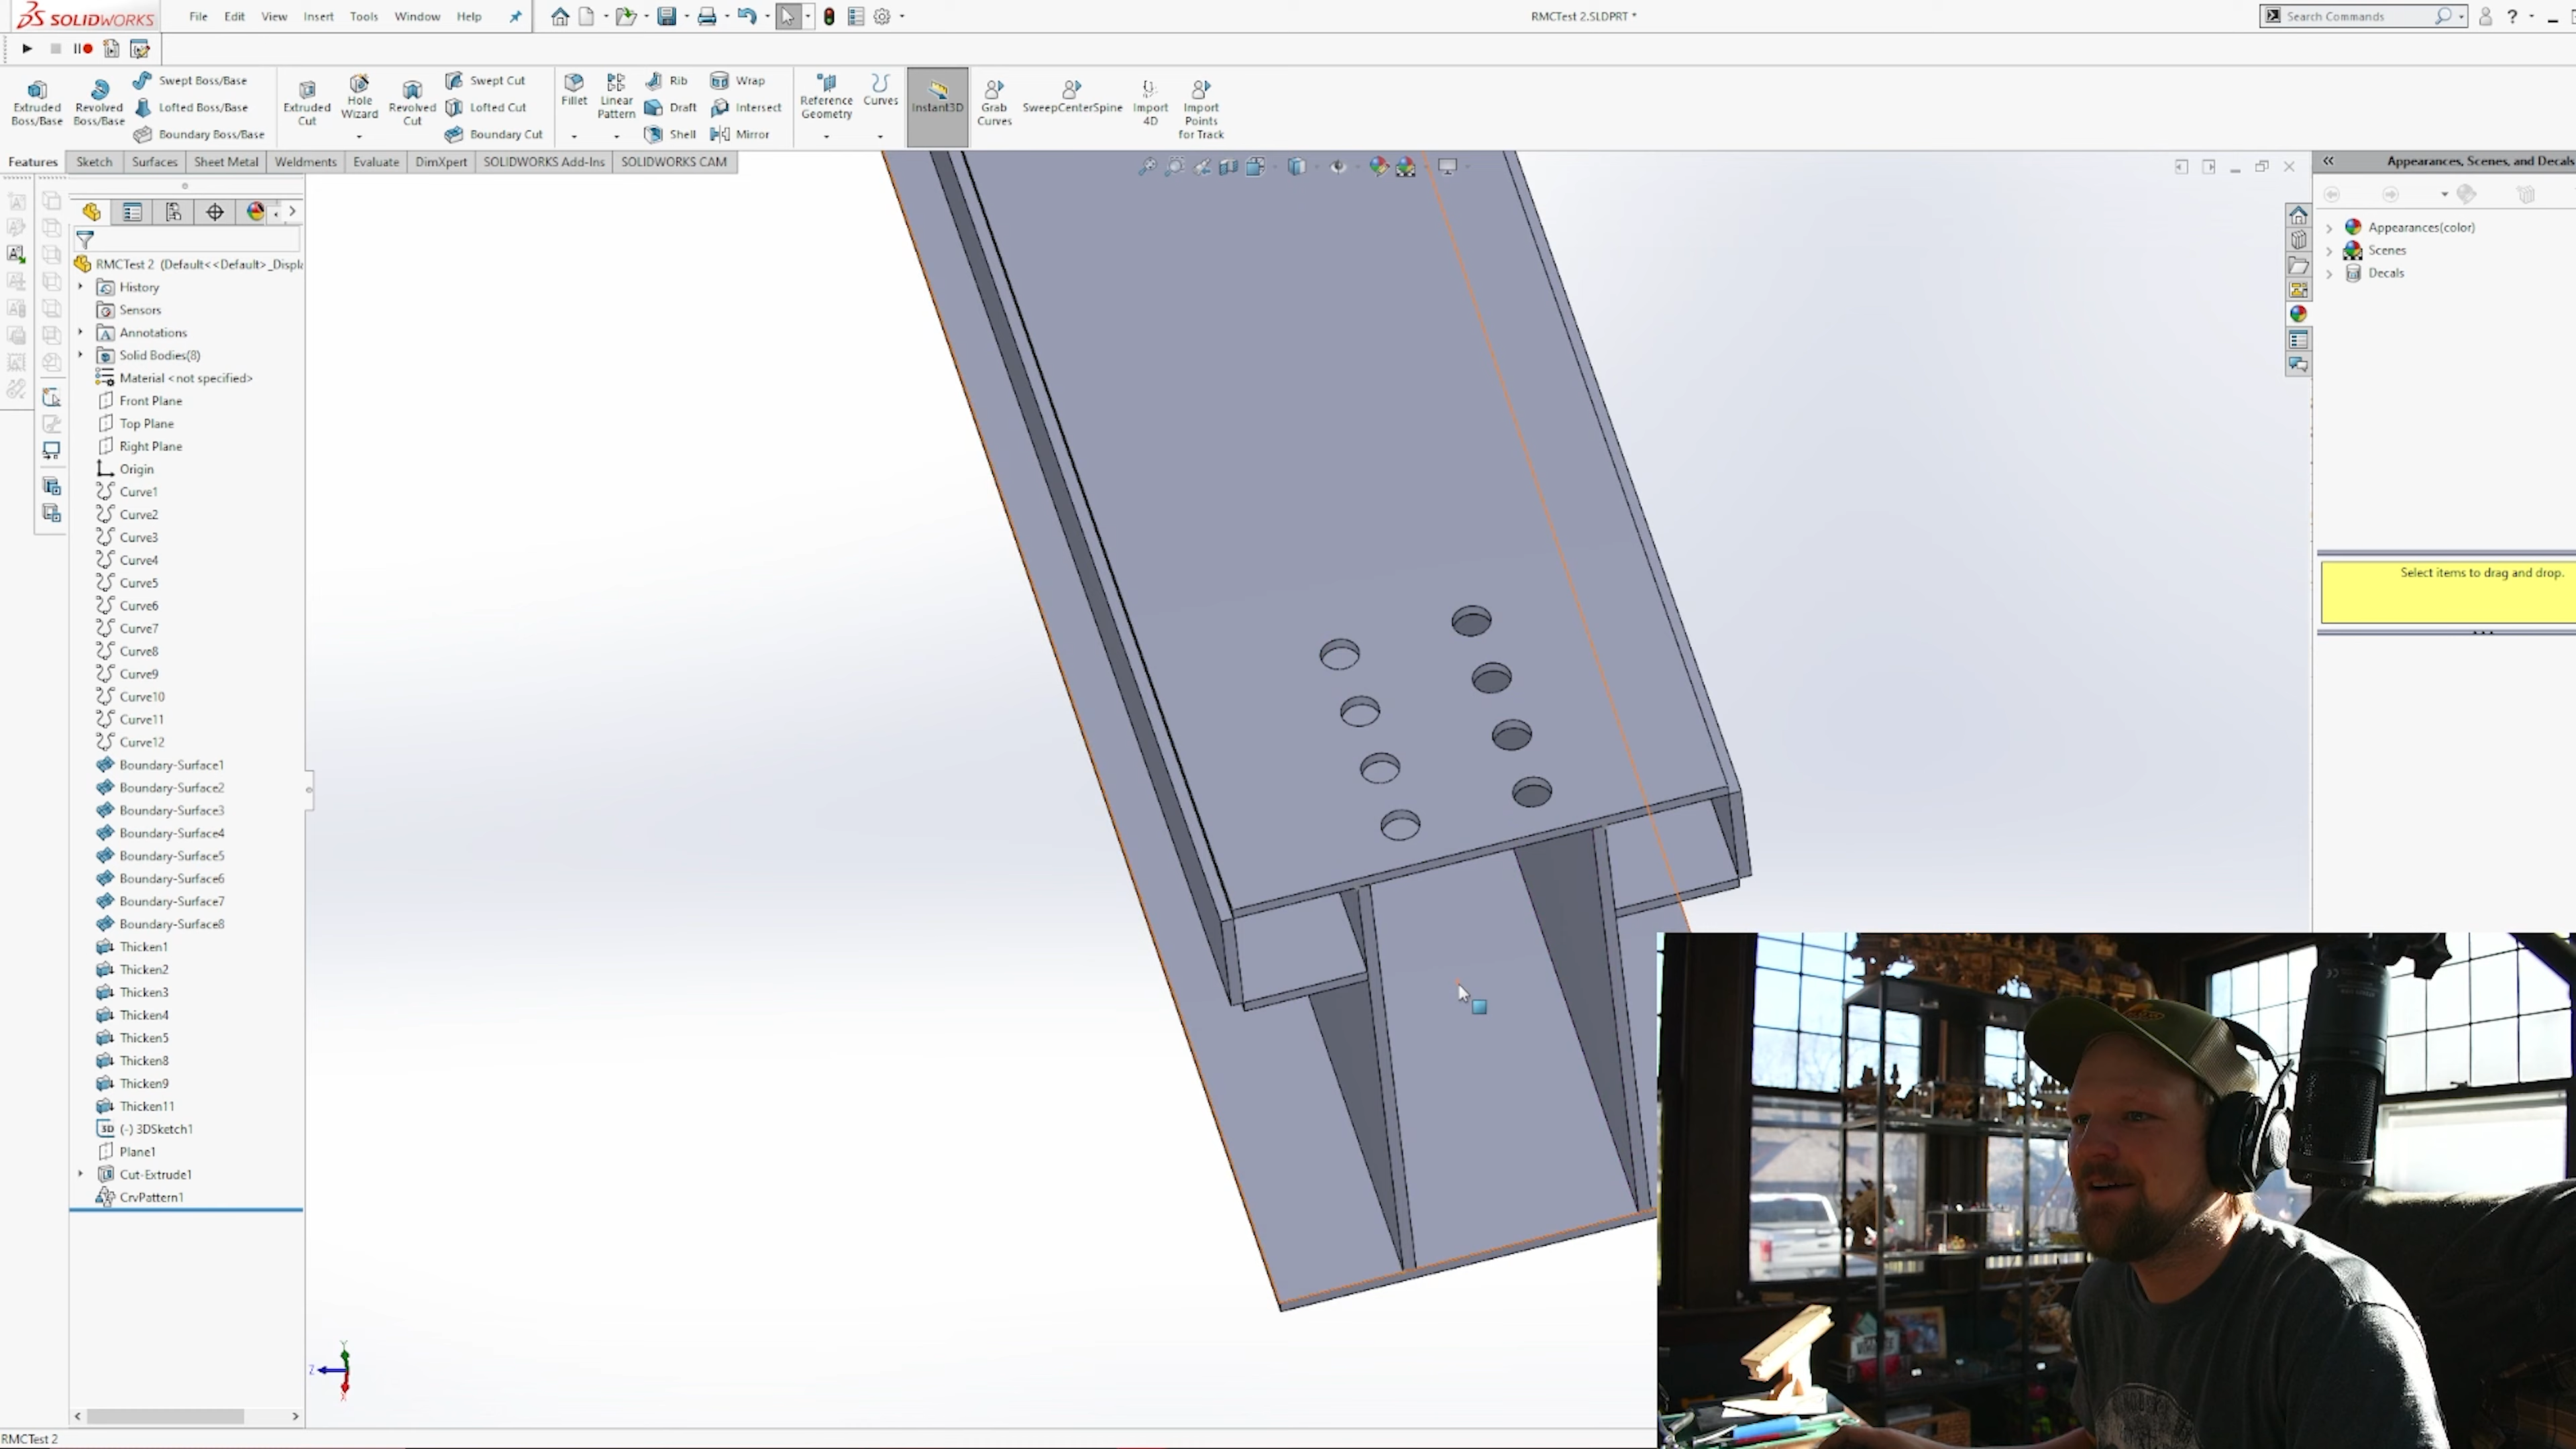 SOLIDWORKS File Edit View Insert Tools Window Help RMCTest 2.SLDPRT * Search Commands ?
Extruded Boss/Base
Revolved Boss/Base
Swept Boss/Base
Lofted Boss/Base
Boundary Boss/Base
Extruded Cut
Hole Wizard
Revolved Cut
Swept Cut
Lofted Cut
Boundary Cut
Fillet
Linear Pattern
Rib
Draft
Shell
Wrap
Intersect
Mirror
Reference Geometry
Curves
Instant3D
Grab Curves
SweepCenterSpine
Import 4D
Import Points for Track
Features Sketch Surfaces Sheet Metal Weldments Evaluate DimXpert SOLIDWORKS Add-Ins SOLIDWORKS CAM
RMCTest 2 (Default<<Default>_Displa
History
Sensors
Annotations
Solid Bodies(8)
Material <not specified>
Front Plane
Top Plane
Right Plane
Origin
Curve1
Curve2
Curve3
Curve4
Curve5
Curve6
Curve7
Curve8
Curve9
Curve10
Curve11
Curve12
Boundary-Surface1
Boundary-Surface2
Boundary-Surface3
Boundary-Surface4
Boundary-Surface5
Boundary-Surface6
Boundary-Surface7
Boundary-Surface8
Thicken1
Thicken2
Thicken3
Thicken4
Thicken5
Thicken8
Thicken9
Thicken11
3D (-) 3DSketch1
Plane1
Cut-Extrude1
CrvPattern1
Y
Z
X
Appearances, Scenes, and Decals
Appearances(color)
Scenes
Decals
Select items to drag and drop.
RMCTest 2